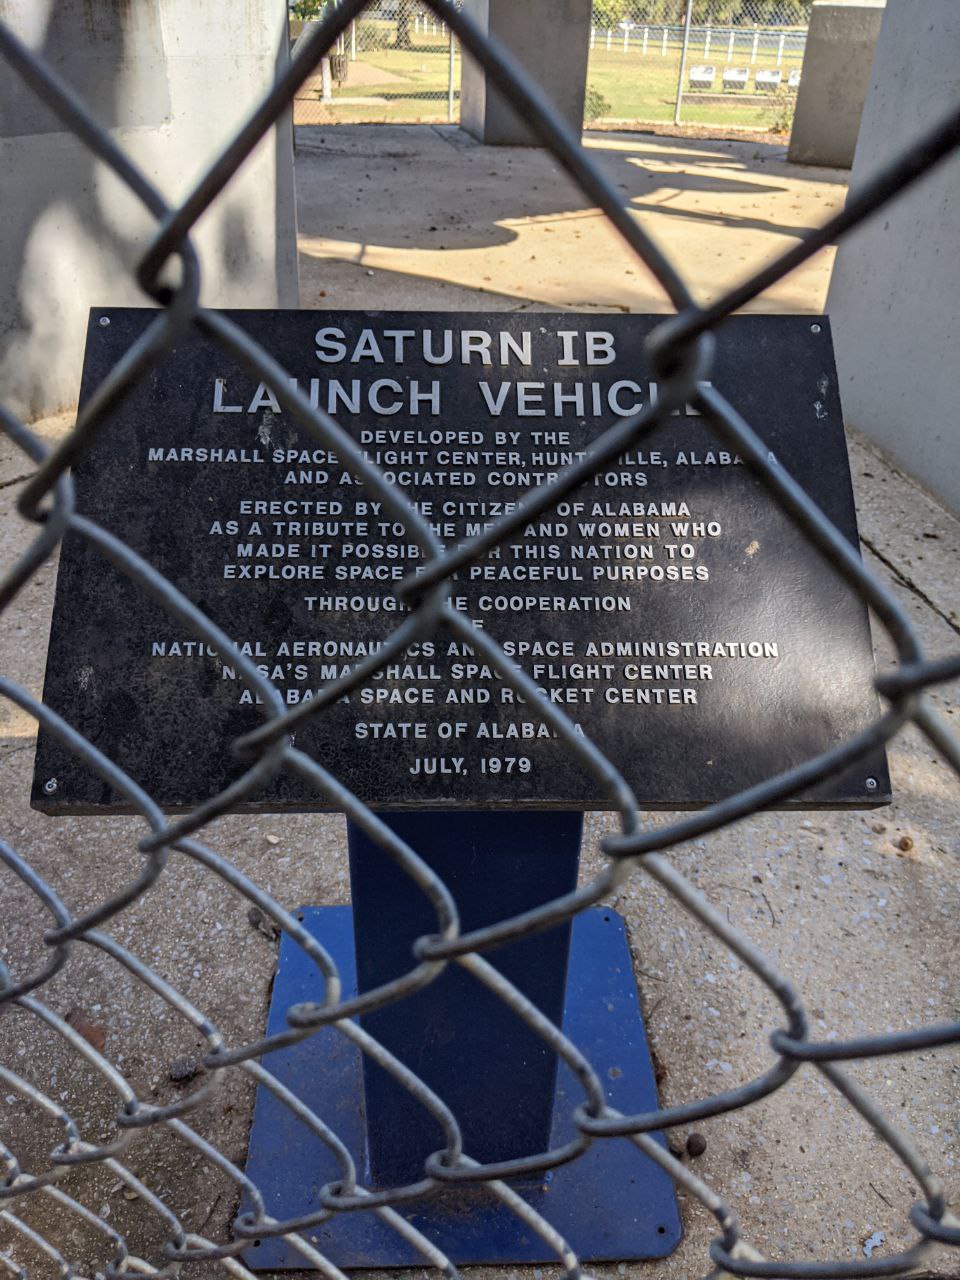 SATURN IB
LAUNCH VEHICLE
DEVELOPED BY THE
MARSHALL SPACE FLIGHT CENTER, HUNTSVILLE, ALABAMA
AND ASSOCIATED CONTRACTORS
ERECTED BY THE CITIZENS OF ALABAMA
AS A TRIBUTE TO THE MEN AND WOMEN WHO
MADE IT POSSIBLE FOR THIS NATION TO
EXPLORE SPACE FOR PEACEFUL PURPOSES
THROUGH THE COOPERATION
OF
NATIONAL AERONAUTICS AND SPACE ADMINISTRATION
NASA'S MARSHALL SPACE FLIGHT CENTER
ALABAMA SPACE AND ROCKET CENTER
STATE OF ALABAMA
JULY, 1979